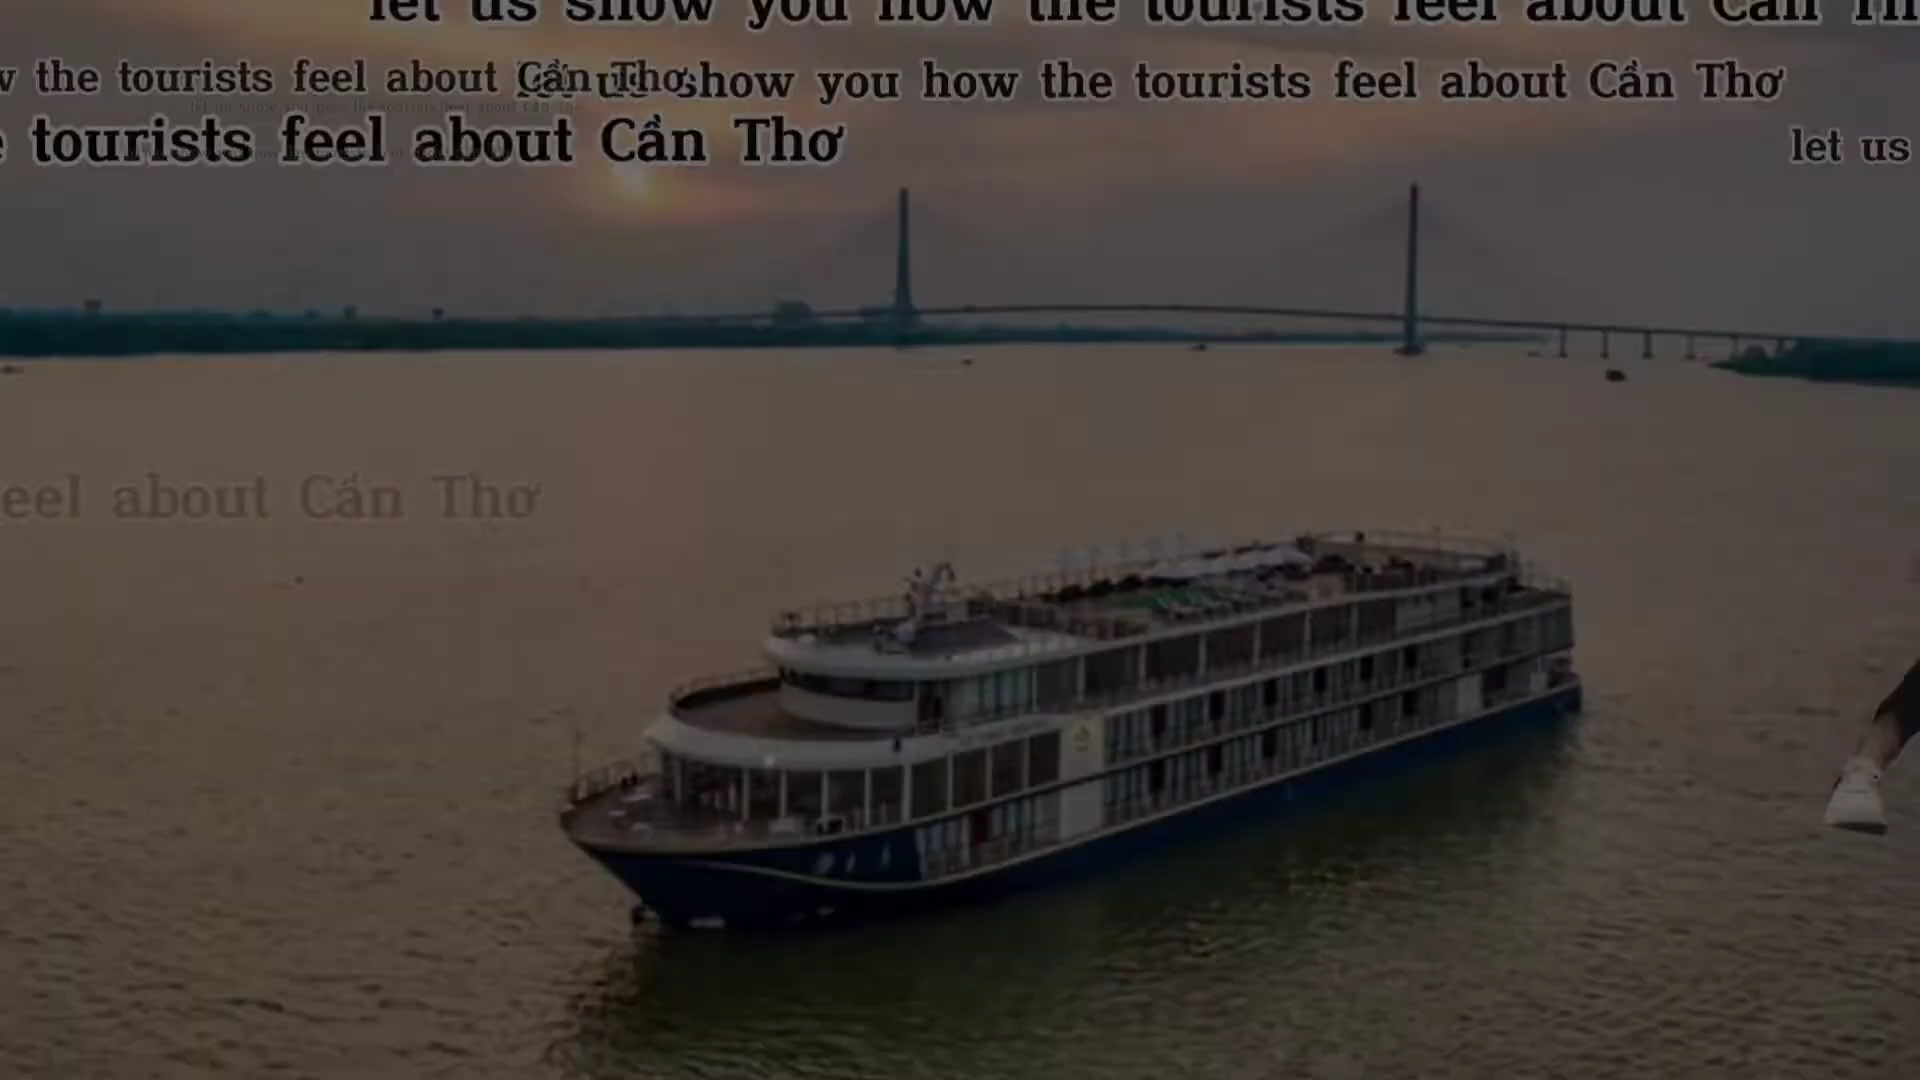 let us show you how the tourists feel about Cần Th
the tourists feel about Cần Thơ
us show you how the tourists feel about Cần Thơ
tourists feel about Cần Thơ
let us
about Cần Thơ